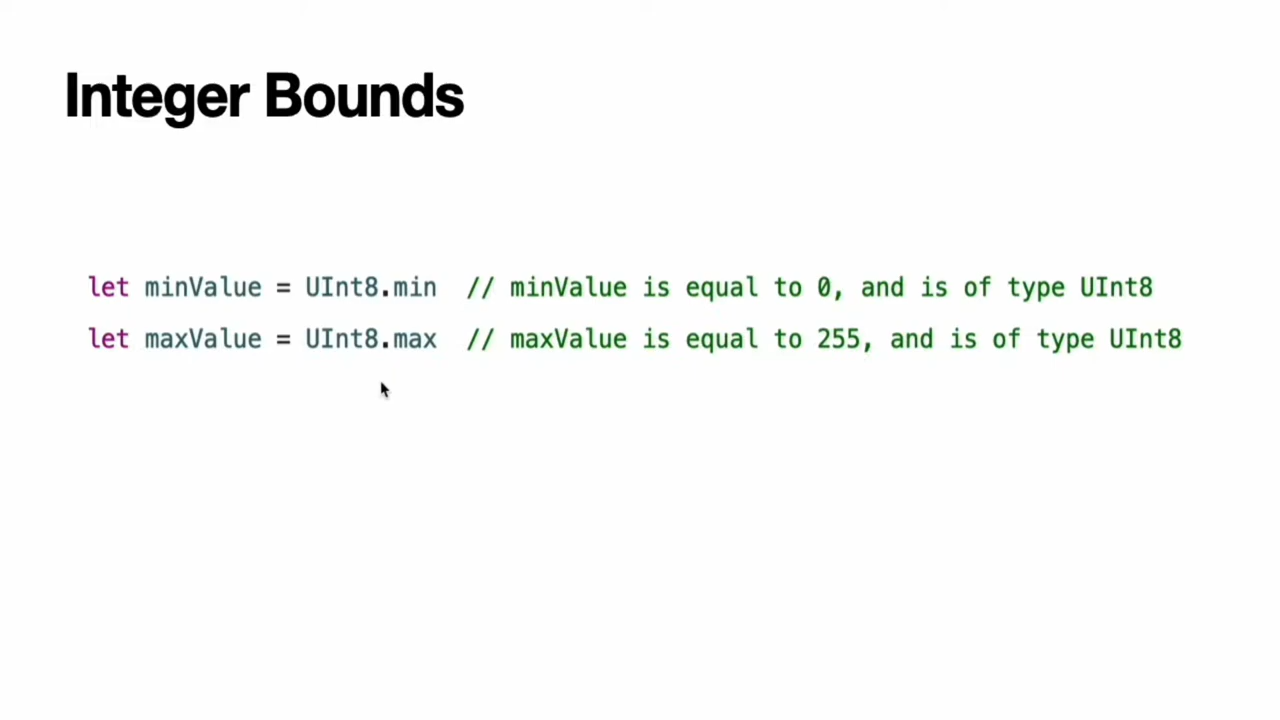 Integer Bounds
let minValue = UInt8.min  // minValue is equal to 0, and is of type UInt8
let maxValue = UInt8.max  // maxValue is equal to 255, and is of type UInt8